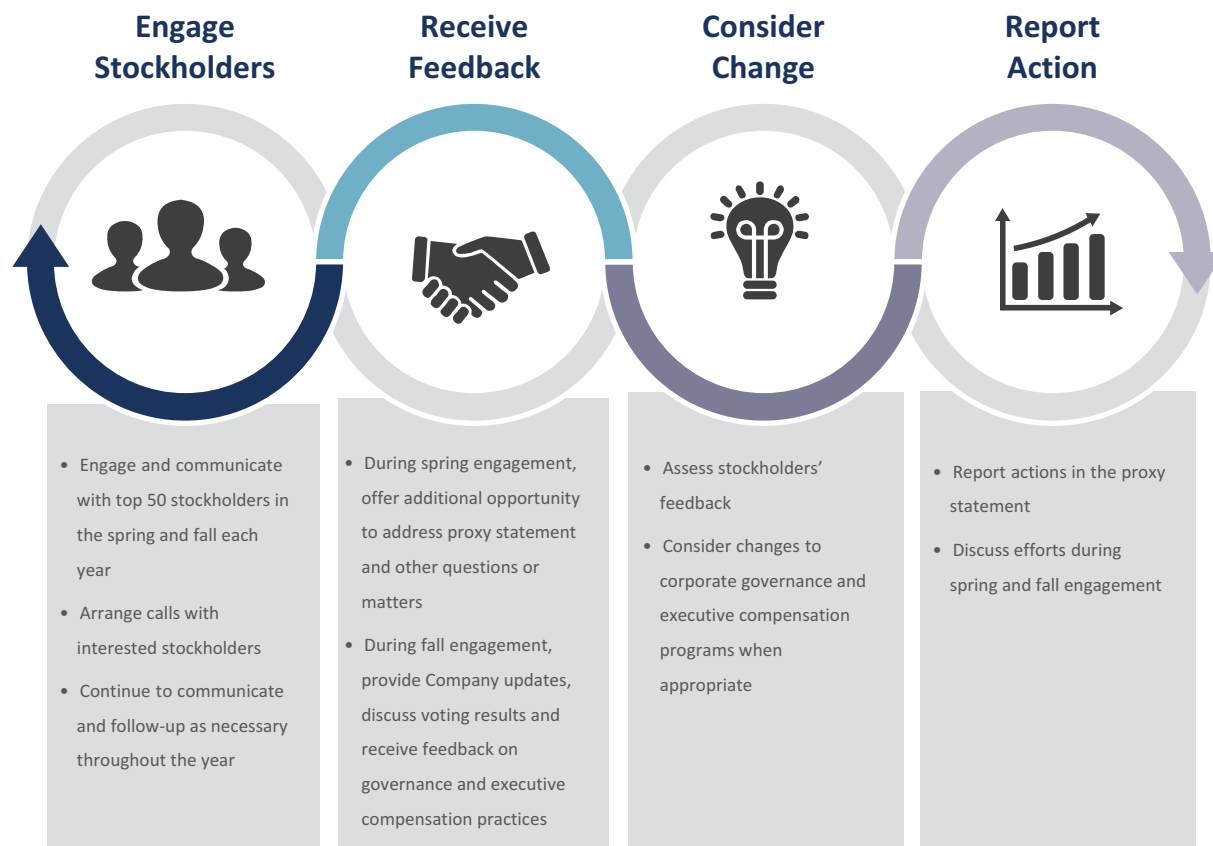 Engage
Stockholders
Receive
Feedback
Consider
Change
Report
Action
• Engage and communicate
with top 50 stockholders in
the spring and fall each
year
• Arrange calls with
interested stockholders
• Continue to communicate
and follow-up as necessary
throughout the year
• During spring engagement,
offer additional opportunity
to address proxy statement
and other questions or
matters
• During fall engagement,
provide Company updates,
discuss voting results and
receive feedback on
governance and executive
compensation practices
• Assess stockholders’
feedback
• Consider changes to
corporate governance and
executive compensation
programs when
appropriate
• Report actions in the proxy
statement
• Discuss efforts during
spring and fall engagement